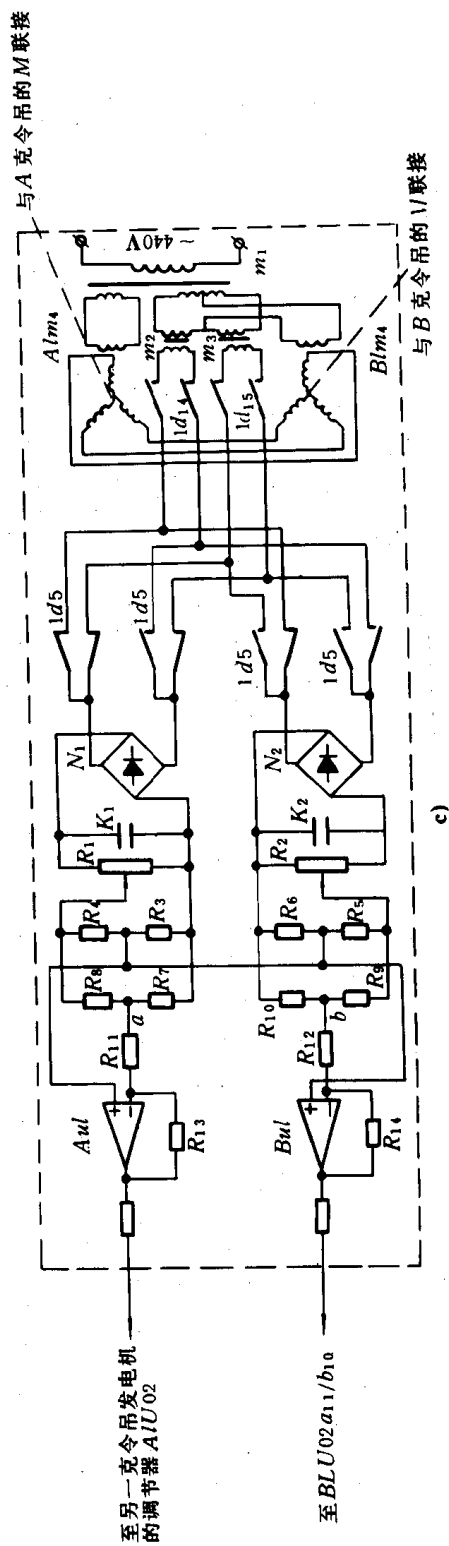 与A克令吊的M联接
~440V
m₁
Alm₄
m₂
m₃
Blm₄
与B克令吊的\/联接
1d₁₄
1d₁₅
1d5
1d5
1d5
1d5
N₁
N₂
K₁
K₂
R₁
R₂
R₄
R₃
R₆
R₅
R₈
R₇
R₁₀
R₉
a
b
R₁₁
R₁₂
Aul
+
−
Bul
+
−
R₁₃
R₁₄
至另一克令吊发电机
的调节器AlU02
至BLU02a₁₁/b₁₀
c)